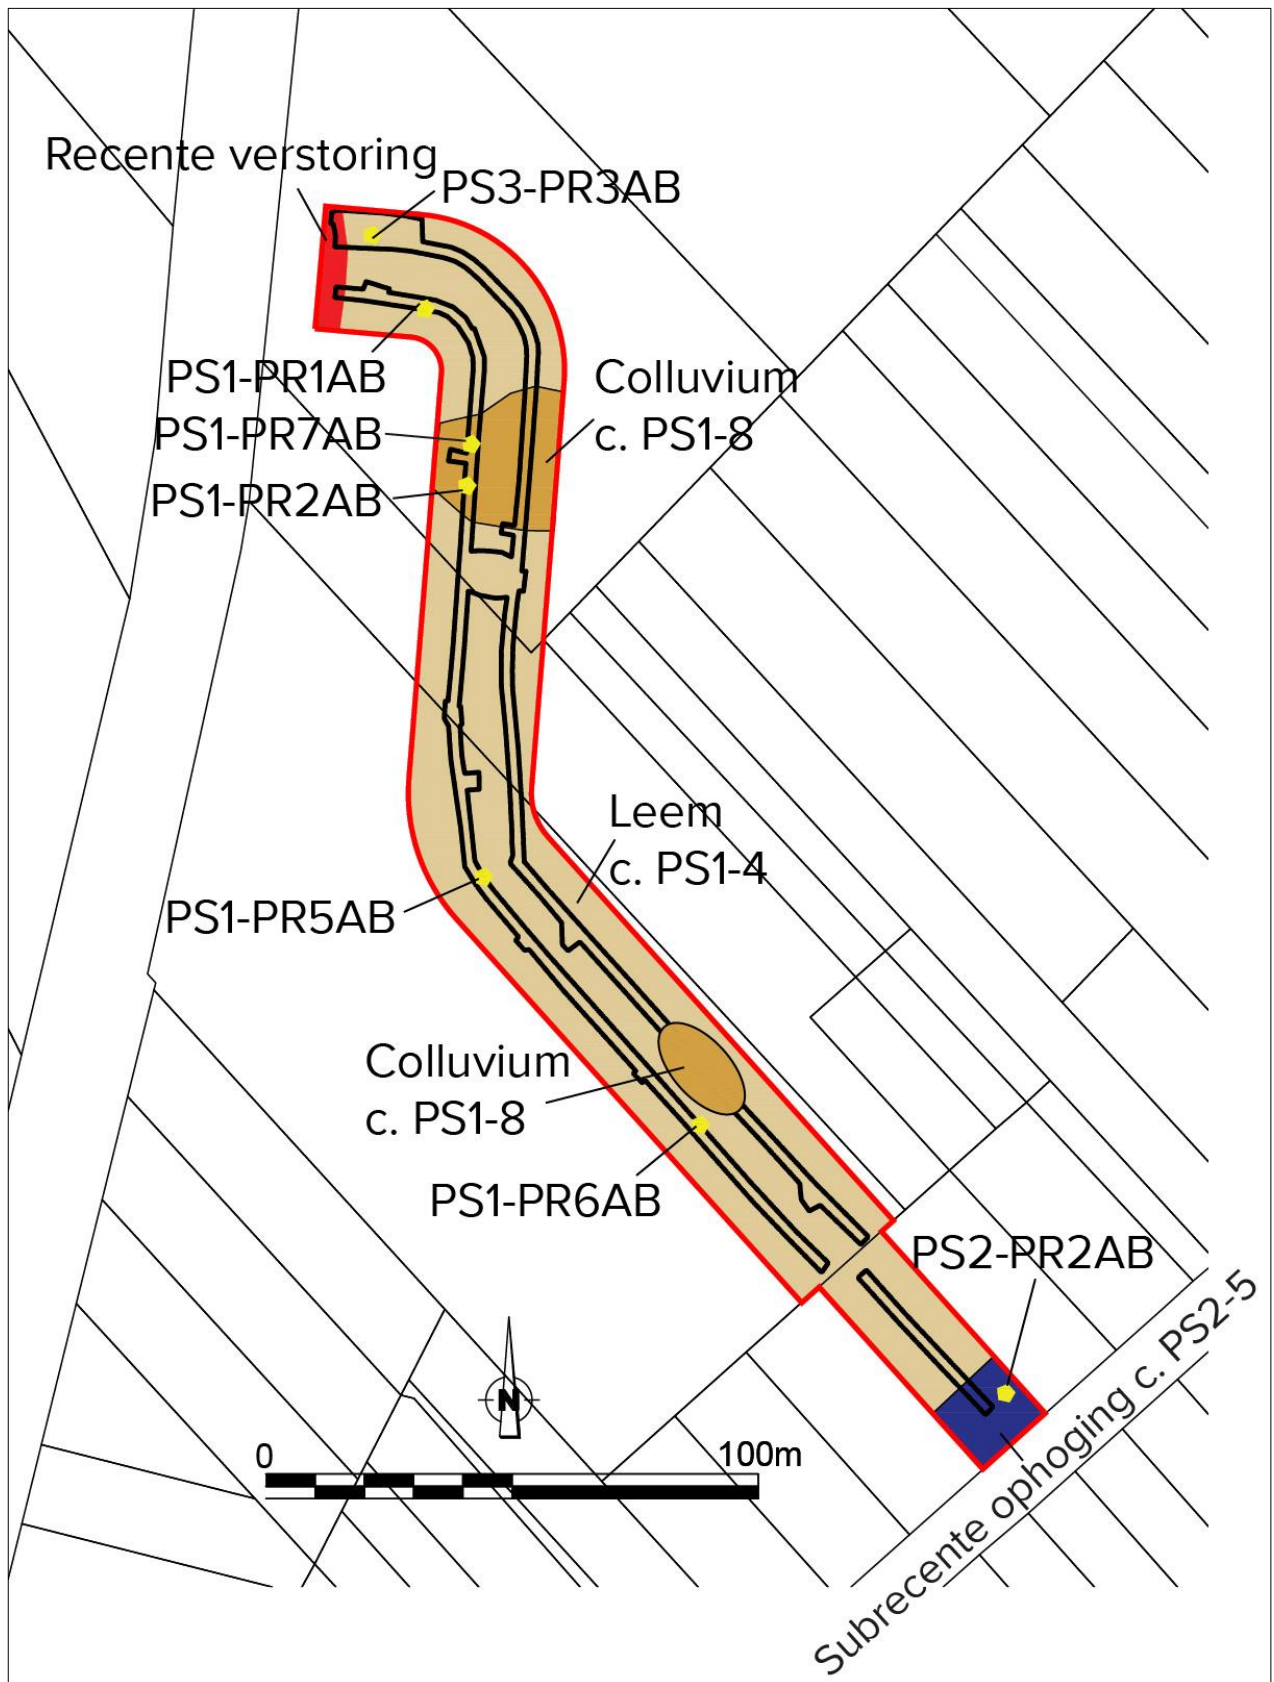 Recente verstoring
PS3-PR3AB
PS1-PR1AB
Colluvium
c. PS1-8
PS1-PR7AB
PS1-PR2AB
Leem
c. PS1-4
PS1-PR5AB
Colluvium
c. PS1-8
PS1-PR6AB
PS2-PR2AB
Subrecente ophoging c. PS2-5
N
0
100m